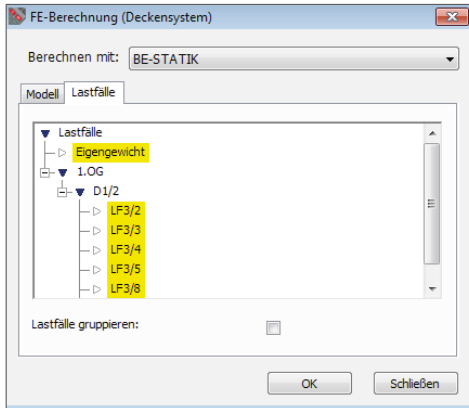 FE-Berechnung (Deckensystem)
Berechnen mit: BE-STATIK
Modell Lastfälle
Lastfälle
Eigengewicht
1.OG
D1/2
LF3/2
LF3/3
LF3/4
LF3/5
LF3/8
Lastfälle gruppieren:
OK Schließen